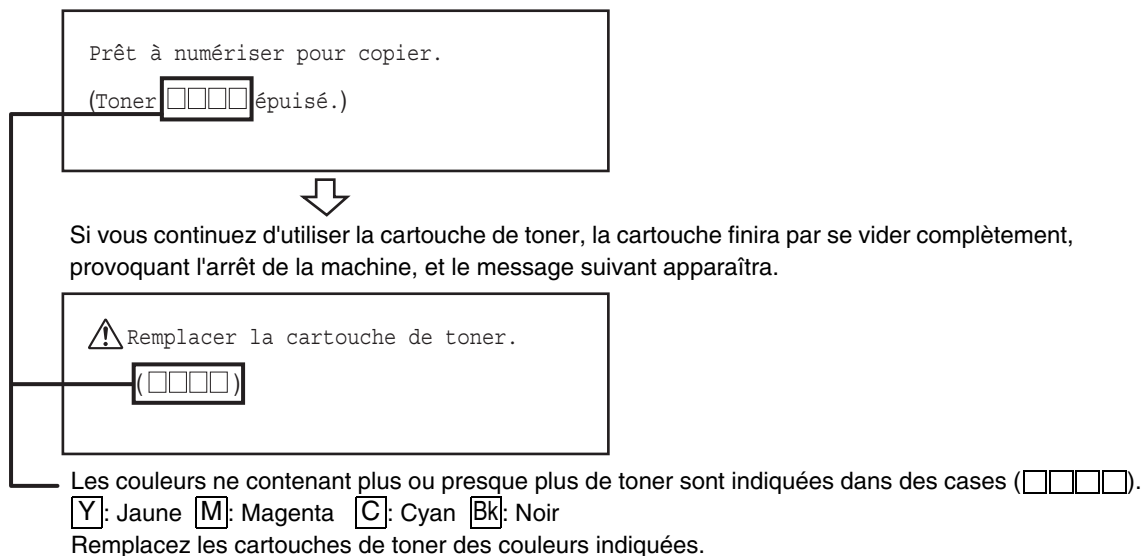 Prêt à numériser pour copier.
(Toner □□□□ épuisé.)
Si vous continuez d'utiliser la cartouche de toner, la cartouche finira par se vider complètement,
provoquant l'arrêt de la machine, et le message suivant apparaîtra.
Remplacer la cartouche de toner.
(□□□□)
Les couleurs ne contenant plus ou presque plus de toner sont indiquées dans des cases (□□□□).
Y: Jaune M: Magenta C: Cyan Bk: Noir
Remplacez les cartouches de toner des couleurs indiquées.